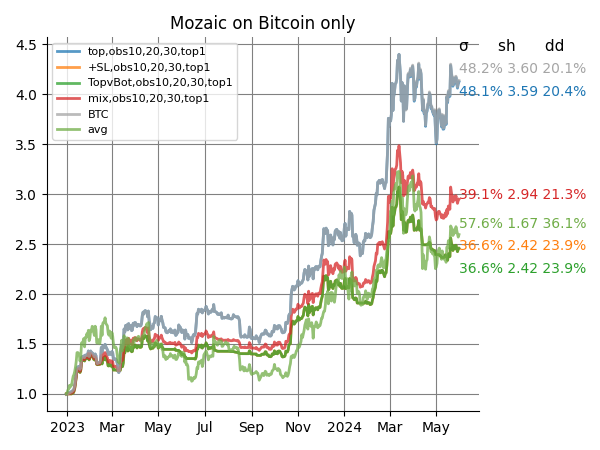 Mozaic on Bitcoin only
σ sh dd
4.5
4.0
3.5
3.0
2.5
2.0
1.5
1.0
top,obs10,20,30,top1
+SL,obs10,20,30,top1
TopvBot,obs10,20,30,top1
mix,obs10,20,30,top1
BTC
avg
48.2% 3.60 20.1%
48.1% 3.59 20.4%
39.1% 2.94 21.3%
57.6% 1.67 36.1%
36.6% 2.42 23.9%
36.6% 2.42 23.9%
2023 Mar May Jul Sep Nov 2024 Mar May